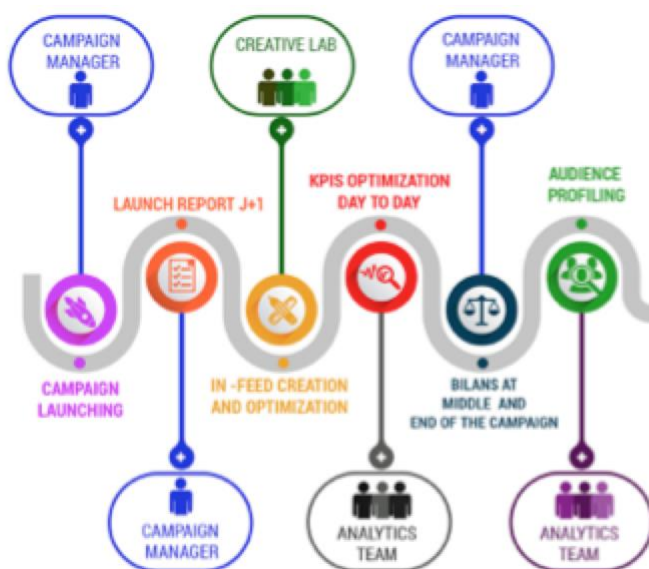 CAMPAIGN
MANAGER
CREATIVE LAB
CAMPAIGN
MANAGER
LAUNCH REPORT J+1
KPIS OPTIMIZATION
DAY TO DAY
AUDIENCE
PROFILING
CAMPAIGN
LAUNCHING
IN -FEED CREATION
AND OPTIMIZATION
BILANS AT
MIDDLE AND
END OF THE CAMPAIGN
CAMPAIGN
MANAGER
ANALYTICS
TEAM
ANALYTICS
TEAM